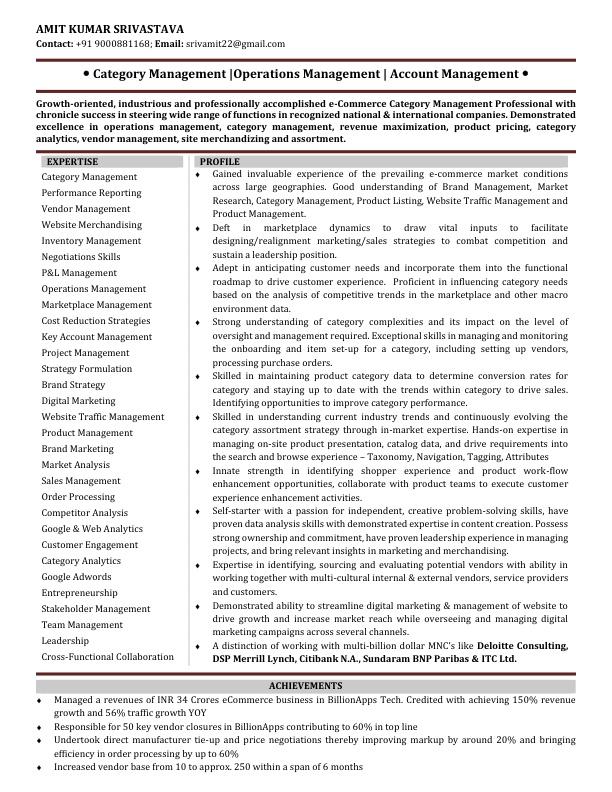 AMIT KUMAR SRIVASTAVA
Contact: +91 9000881168; Email: srivamit22@gmail.com
• Category Management |Operations Management | Account Management •
Growth-oriented, industrious and professionally accomplished e-Commerce Category Management Professional with
chronicle success in steering wide range of functions in recognized national & international companies. Demonstrated
excellence in operations management, category management, revenue maximization, product pricing, category
analytics, vendor management, site merchandizing and assortment.
EXPERTISE
Category Management
Performance Reporting
Vendor Management
Website Merchandising
Inventory Management
Negotiations Skills
P&L Management
Operations Management
Marketplace Management
Cost Reduction Strategies
Key Account Management
Project Management
Strategy Formulation
Brand Strategy
Digital Marketing
Website Traffic Management
Product Management
Brand Marketing
Market Analysis
Sales Management
Order Processing
Competitor Analysis
Google & Web Analytics
Customer Engagement
Category Analytics
Google Adwords
Entrepreneurship
Stakeholder Management
Team Management
Leadership
Cross-Functional Collaboration
PROFILE
♦ Gained invaluable experience of the prevailing e-commerce market conditions
across large geographies. Good understanding of Brand Management, Market
Research, Category Management, Product Listing, Website Traffic Management and
Product Management.
♦ Deft in marketplace dynamics to draw vital inputs to facilitate
designing/realignment marketing/sales strategies to combat competition and
sustain a leadership position.
♦ Adept in anticipating customer needs and incorporate them into the functional
roadmap to drive customer experience. Proficient in influencing category needs
based on the analysis of competitive trends in the marketplace and other macro
environment data.
♦ Strong understanding of category complexities and its impact on the level of
oversight and management required. Exceptional skills in managing and monitoring
the onboarding and item set-up for a category, including setting up vendors,
processing purchase orders.
♦ Skilled in maintaining product category data to determine conversion rates for
category and staying up to date with the trends within category to drive sales.
Identifying opportunities to improve category performance.
♦ Skilled in understanding current industry trends and continuously evolving the
category assortment strategy through in-market expertise. Hands-on expertise in
managing on-site product presentation, catalog data, and drive requirements into
the search and browse experience – Taxonomy, Navigation, Tagging, Attributes
♦ Innate strength in identifying shopper experience and product work-flow
enhancement opportunities, collaborate with product teams to execute customer
experience enhancement activities.
♦ Self-starter with a passion for independent, creative problem-solving skills, have
proven data analysis skills with demonstrated expertise in content creation. Possess
strong ownership and commitment, have proven leadership experience in managing
projects, and bring relevant insights in marketing and merchandising.
♦ Expertise in identifying, sourcing and evaluating potential vendors with ability in
working together with multi-cultural internal & external vendors, service providers
and customers.
♦ Demonstrated ability to streamline digital marketing & management of website to
drive growth and increase market reach while overseeing and managing digital
marketing campaigns across several channels.
♦ A distinction of working with multi-billion dollar MNC's like Deloitte Consulting,
DSP Merrill Lynch, Citibank N.A., Sundaram BNP Paribas & ITC Ltd.
ACHIEVEMENTS
♦ Managed a revenues of INR 34 Crores eCommerce business in BillionApps Tech. Credited with achieving 150% revenue
growth and 56% traffic growth YOY
♦ Responsible for 50 key vendor closures in BillionApps contributing to 60% in top line
♦ Undertook direct manufacturer tie-up and price negotiations thereby improving markup by around 20% and bringing
efficiency in order processing by up to 60%
♦ Increased vendor base from 10 to approx. 250 within a span of 6 months